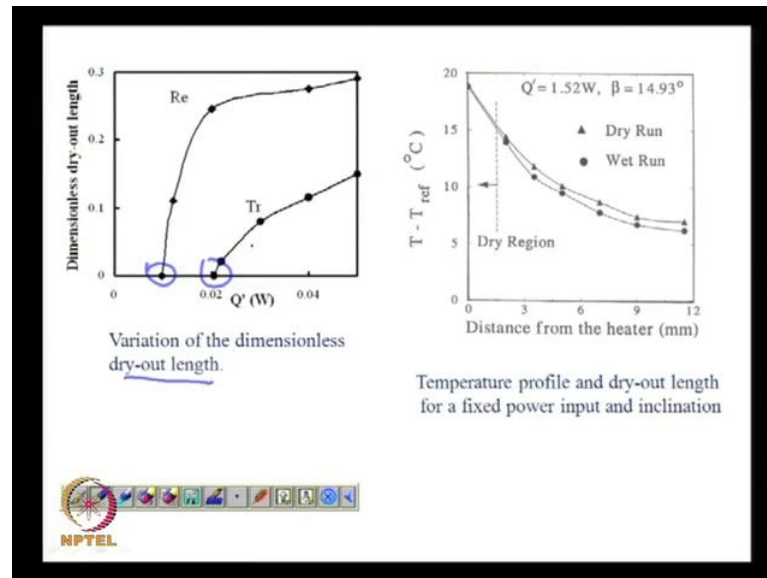 0.3
0.2
0.1
0
Dimensionless dry-out length
Re
Tr
0
0.02
0.04
Q' (W)
Variation of the dimensionless
dry-out length.
20
15
10
5
0
T - T ref (°C)
Q' = 1.52W, β = 14.93°
▲ Dry Run
● Wet Run
Dry Region
0 3 6 9 12
Distance from the heater (mm)
Temperature profile and dry-out length
for a fixed power input and inclination
NPTEL